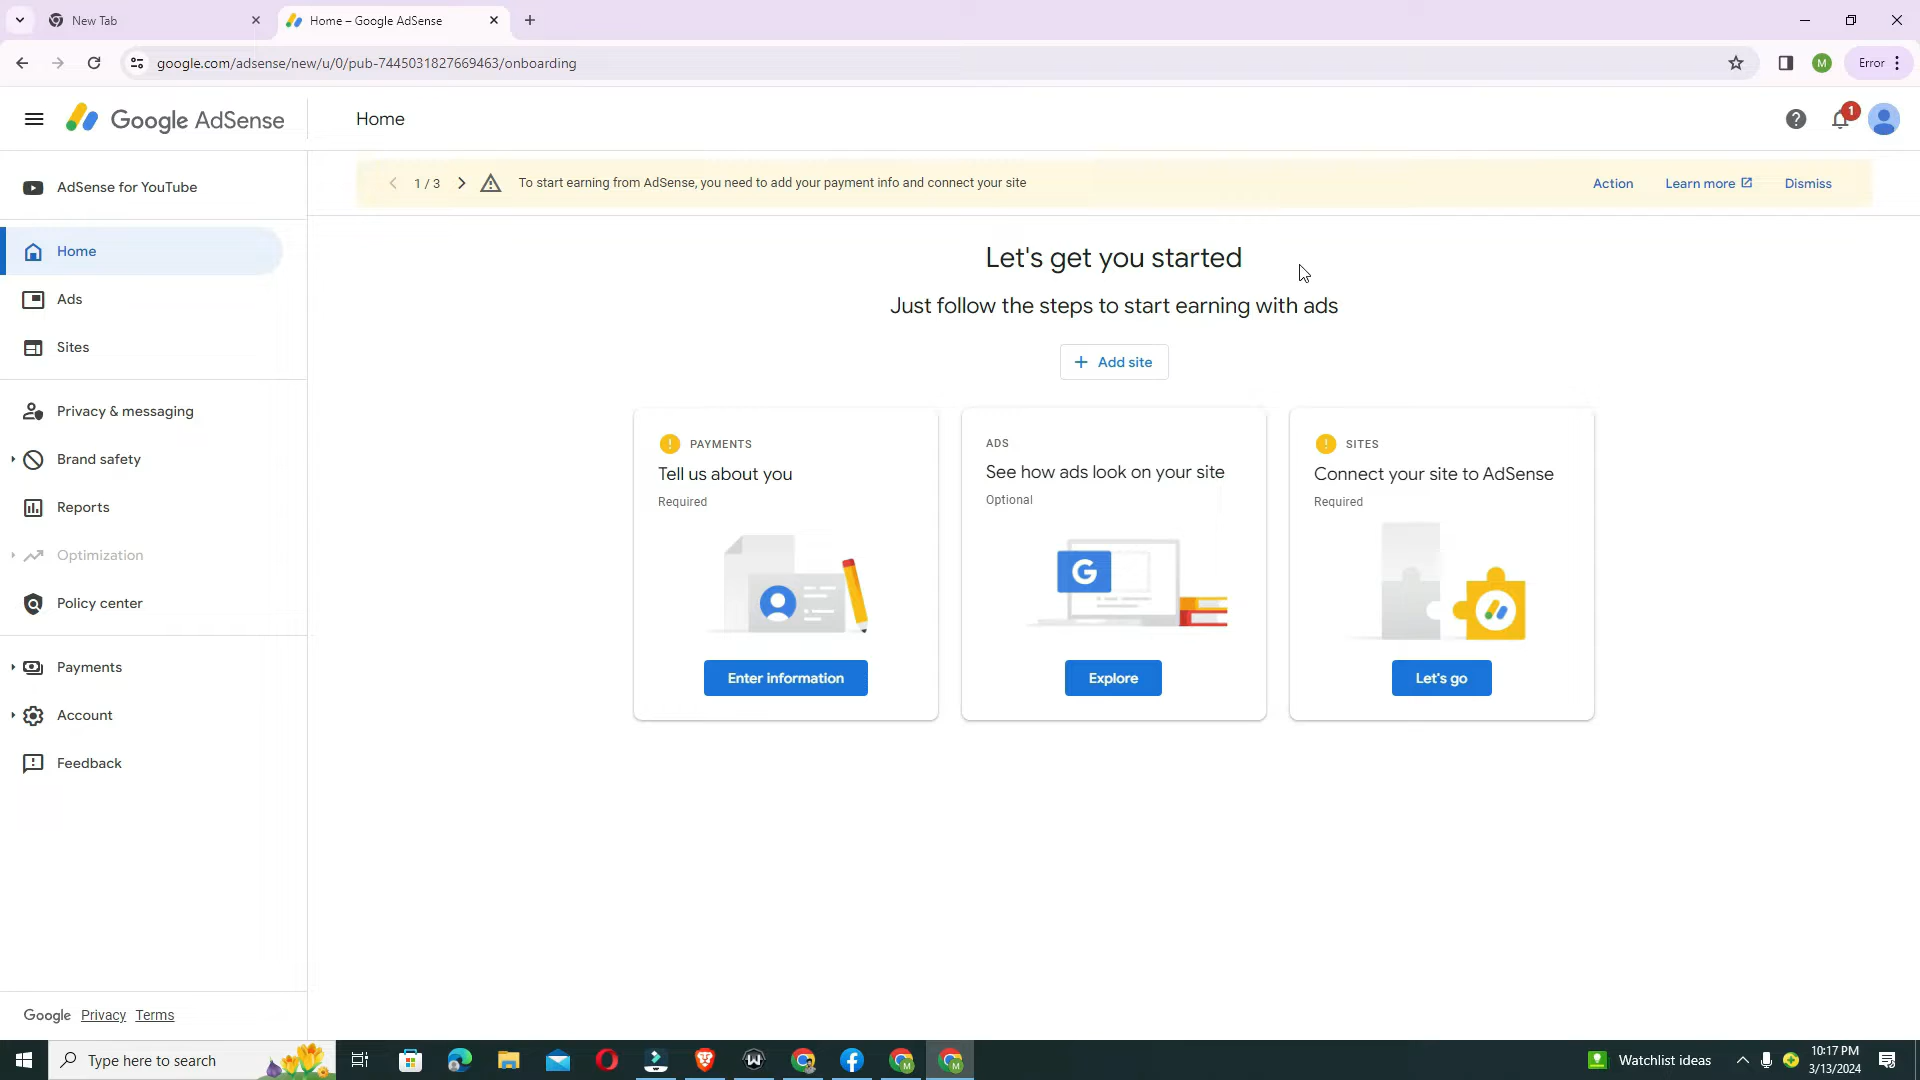 New Tab
Home – Google AdSense
google.com/adsense/new/u/0/pub-7445031827669463/onboarding
M
Error
Google AdSense
Home
?
1
AdSense for YouTube
1 / 3
To start earning from AdSense, you need to add your payment info and connect your site
Action
Learn more
Dismiss
Home
Ads
Sites
Privacy & messaging
Brand safety
Reports
Optimization
Policy center
Payments
Account
Feedback
Let's get you started
Just follow the steps to start earning with ads
+ Add site
! PAYMENTS
Tell us about you
Required
Enter information
ADS
See how ads look on your site
Optional
G
Explore
! SITES
Connect your site to AdSense
Required
Let's go
Google Privacy Terms
Type here to search
Watchlist ideas
10:17 PM
3/13/2024